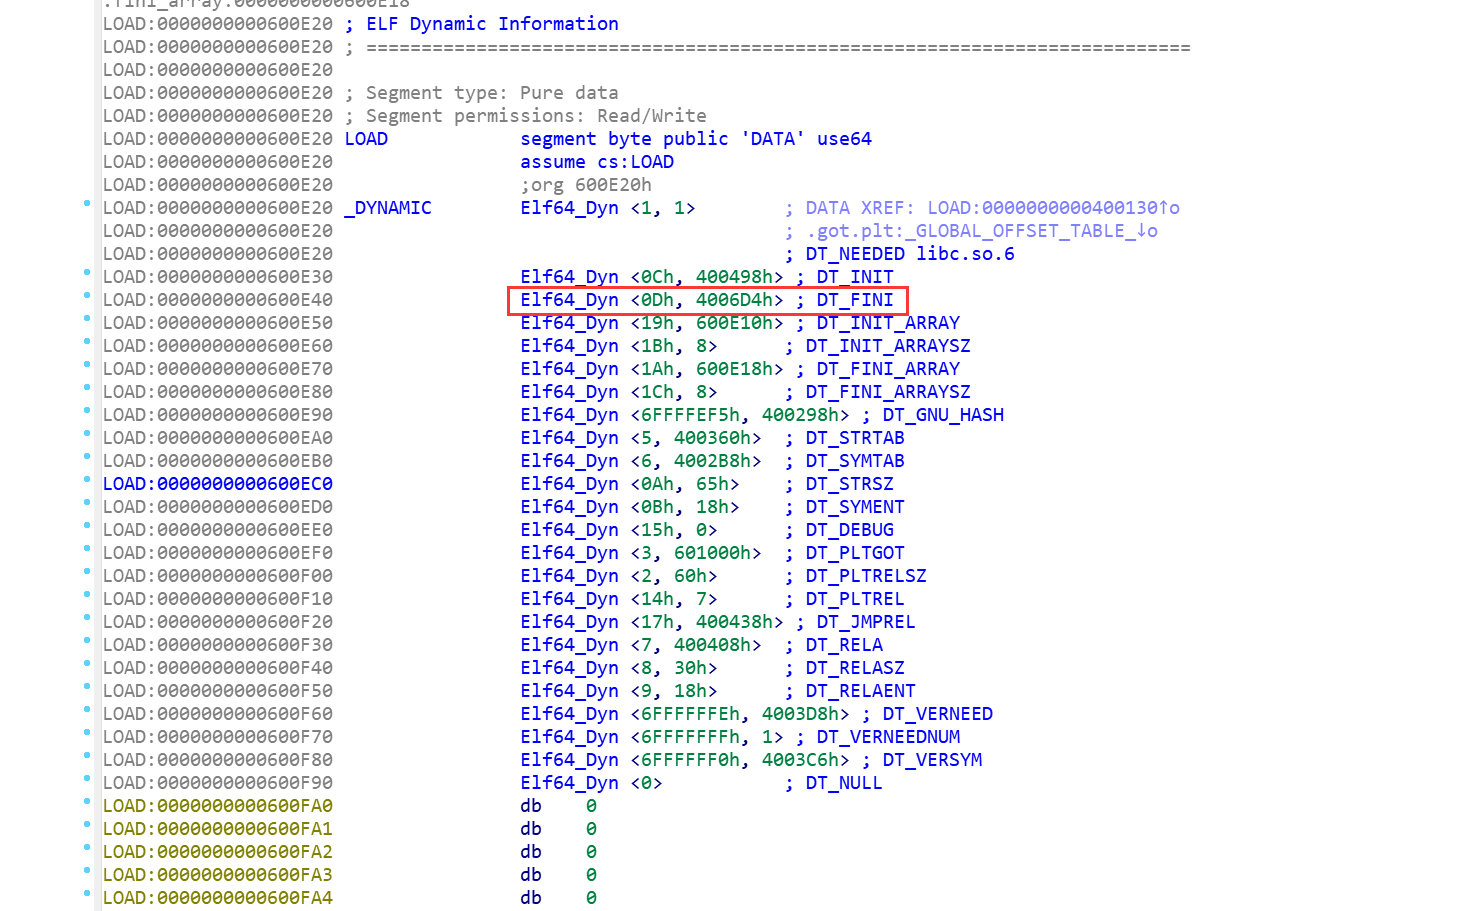 .fini_array:0000000000600E18
LOAD:0000000000600E20 ; ELF Dynamic Information
LOAD:0000000000600E20 ; ===========================================================================
LOAD:0000000000600E20
LOAD:0000000000600E20 ; Segment type: Pure data
LOAD:0000000000600E20 ; Segment permissions: Read/Write
LOAD:0000000000600E20 LOAD            segment byte public 'DATA' use64
LOAD:0000000000600E20                 assume cs:LOAD
LOAD:0000000000600E20                 ;org 600E20h
LOAD:0000000000600E20 _DYNAMIC        Elf64_Dyn <1, 1>        ; DATA XREF: LOAD:0000000000400130↑o
LOAD:0000000000600E20                                         ; .got.plt:_GLOBAL_OFFSET_TABLE_↓o
LOAD:0000000000600E20                                         ; DT_NEEDED libc.so.6
LOAD:0000000000600E30                 Elf64_Dyn <0Ch, 400498h> ; DT_INIT
LOAD:0000000000600E40                 Elf64_Dyn <0Dh, 4006D4h> ; DT_FINI
LOAD:0000000000600E50                 Elf64_Dyn <19h, 600E10h> ; DT_INIT_ARRAY
LOAD:0000000000600E60                 Elf64_Dyn <1Bh, 8>      ; DT_INIT_ARRAYSZ
LOAD:0000000000600E70                 Elf64_Dyn <1Ah, 600E18h> ; DT_FINI_ARRAY
LOAD:0000000000600E80                 Elf64_Dyn <1Ch, 8>      ; DT_FINI_ARRAYSZ
LOAD:0000000000600E90                 Elf64_Dyn <6FFFFEF5h, 400298h> ; DT_GNU_HASH
LOAD:0000000000600EA0                 Elf64_Dyn <5, 400360h>  ; DT_STRTAB
LOAD:0000000000600EB0                 Elf64_Dyn <6, 4002B8h>  ; DT_SYMTAB
LOAD:0000000000600EC0                 Elf64_Dyn <0Ah, 65h>    ; DT_STRSZ
LOAD:0000000000600ED0                 Elf64_Dyn <0Bh, 18h>    ; DT_SYMENT
LOAD:0000000000600EE0                 Elf64_Dyn <15h, 0>      ; DT_DEBUG
LOAD:0000000000600EF0                 Elf64_Dyn <3, 601000h>  ; DT_PLTGOT
LOAD:0000000000600F00                 Elf64_Dyn <2, 60h>      ; DT_PLTRELSZ
LOAD:0000000000600F10                 Elf64_Dyn <14h, 7>      ; DT_PLTREL
LOAD:0000000000600F20                 Elf64_Dyn <17h, 400438h> ; DT_JMPREL
LOAD:0000000000600F30                 Elf64_Dyn <7, 400408h>  ; DT_RELA
LOAD:0000000000600F40                 Elf64_Dyn <8, 30h>      ; DT_RELASZ
LOAD:0000000000600F50                 Elf64_Dyn <9, 18h>      ; DT_RELAENT
LOAD:0000000000600F60                 Elf64_Dyn <6FFFFFFEh, 4003D8h> ; DT_VERNEED
LOAD:0000000000600F70                 Elf64_Dyn <6FFFFFFFh, 1> ; DT_VERNEEDNUM
LOAD:0000000000600F80                 Elf64_Dyn <6FFFFFF0h, 4003C6h> ; DT_VERSYM
LOAD:0000000000600F90                 Elf64_Dyn <0>           ; DT_NULL
LOAD:0000000000600FA0                 db    0
LOAD:0000000000600FA1                 db    0
LOAD:0000000000600FA2                 db    0
LOAD:0000000000600FA3                 db    0
LOAD:0000000000600FA4                 db    0